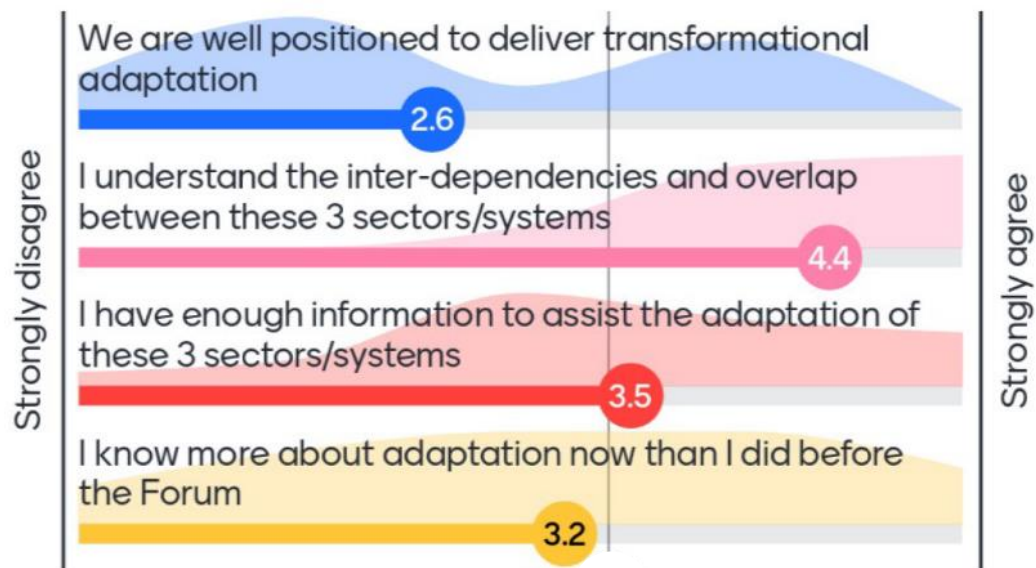 We are well positioned to deliver transformational
adaptation
2.6
I understand the inter-dependencies and overlap
between these 3 sectors/systems
4.4
I have enough information to assist the adaptation of
these 3 sectors/systems
3.5
I know more about adaptation now than I did before
the Forum
3.2
Strongly disagree
Strongly agree